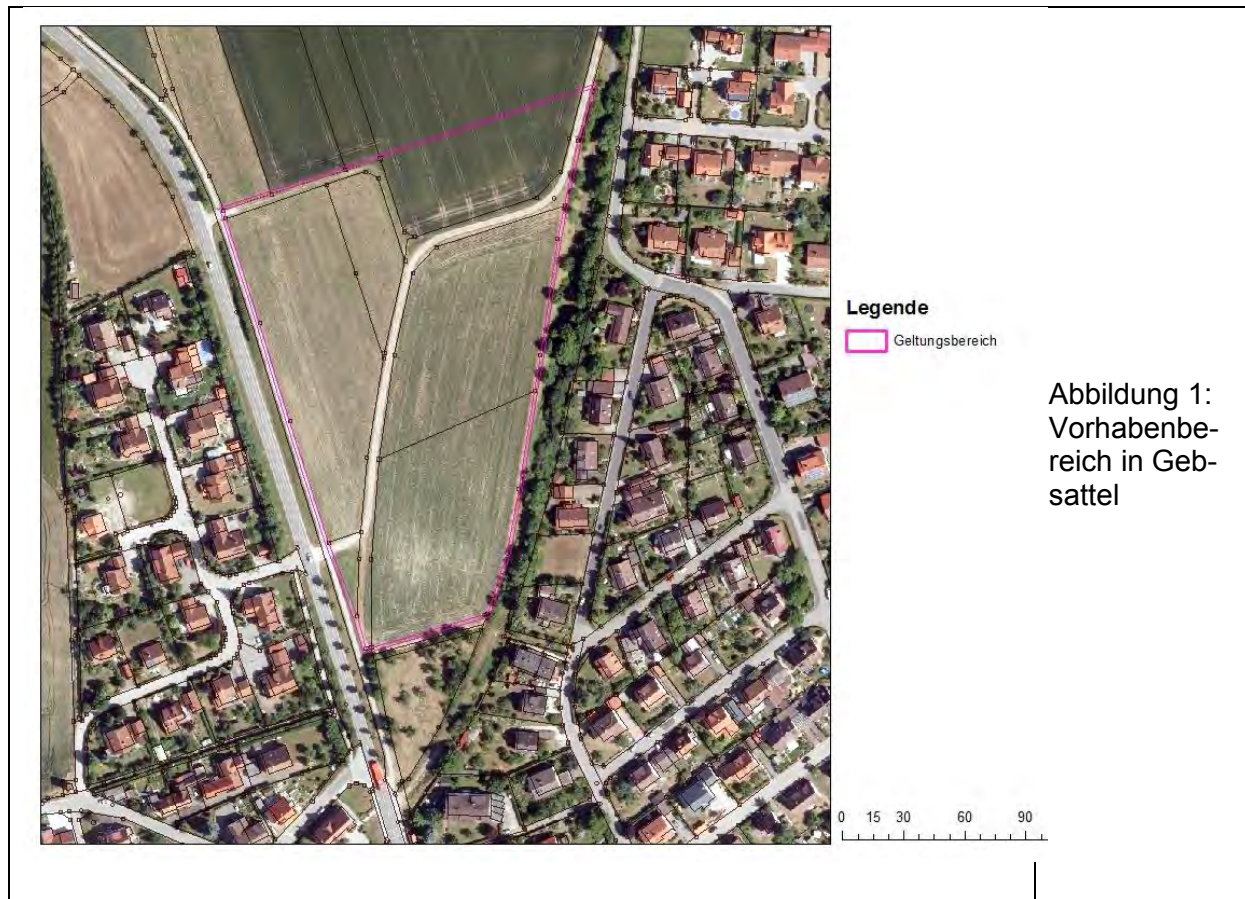 Legende
Geltungsbereich
Abbildung 1:
Vorhabenbe-
reich in Geb-
sattel
0 15 30 60 90